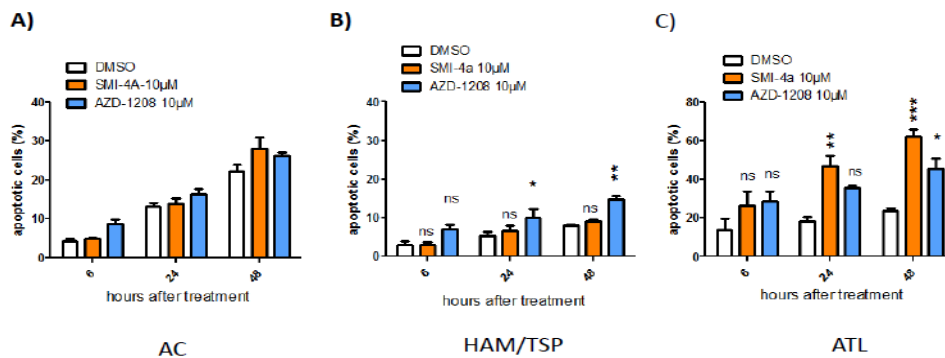 A)
DMSO
SMI-4A-10µM
AZD-1208 10µM
apoptotic cells (%)
40
30
20
10
0
6
24
48
hours after treatment
AC
B)
DMSO
SMI-4a 10µM
AZD-1208 10µM
apoptotic cells (%)
40
30
20
10
0
ns
ns
ns
*
ns
**
6
24
48
hours after treatment
HAM/TSP
C)
DMSO
SMI-4a 10µM
AZD-1208 10µM
apoptotic cells (%)
80
60
40
20
0
ns
ns
**
ns
***
*
6
24
48
hours after treatment
ATL